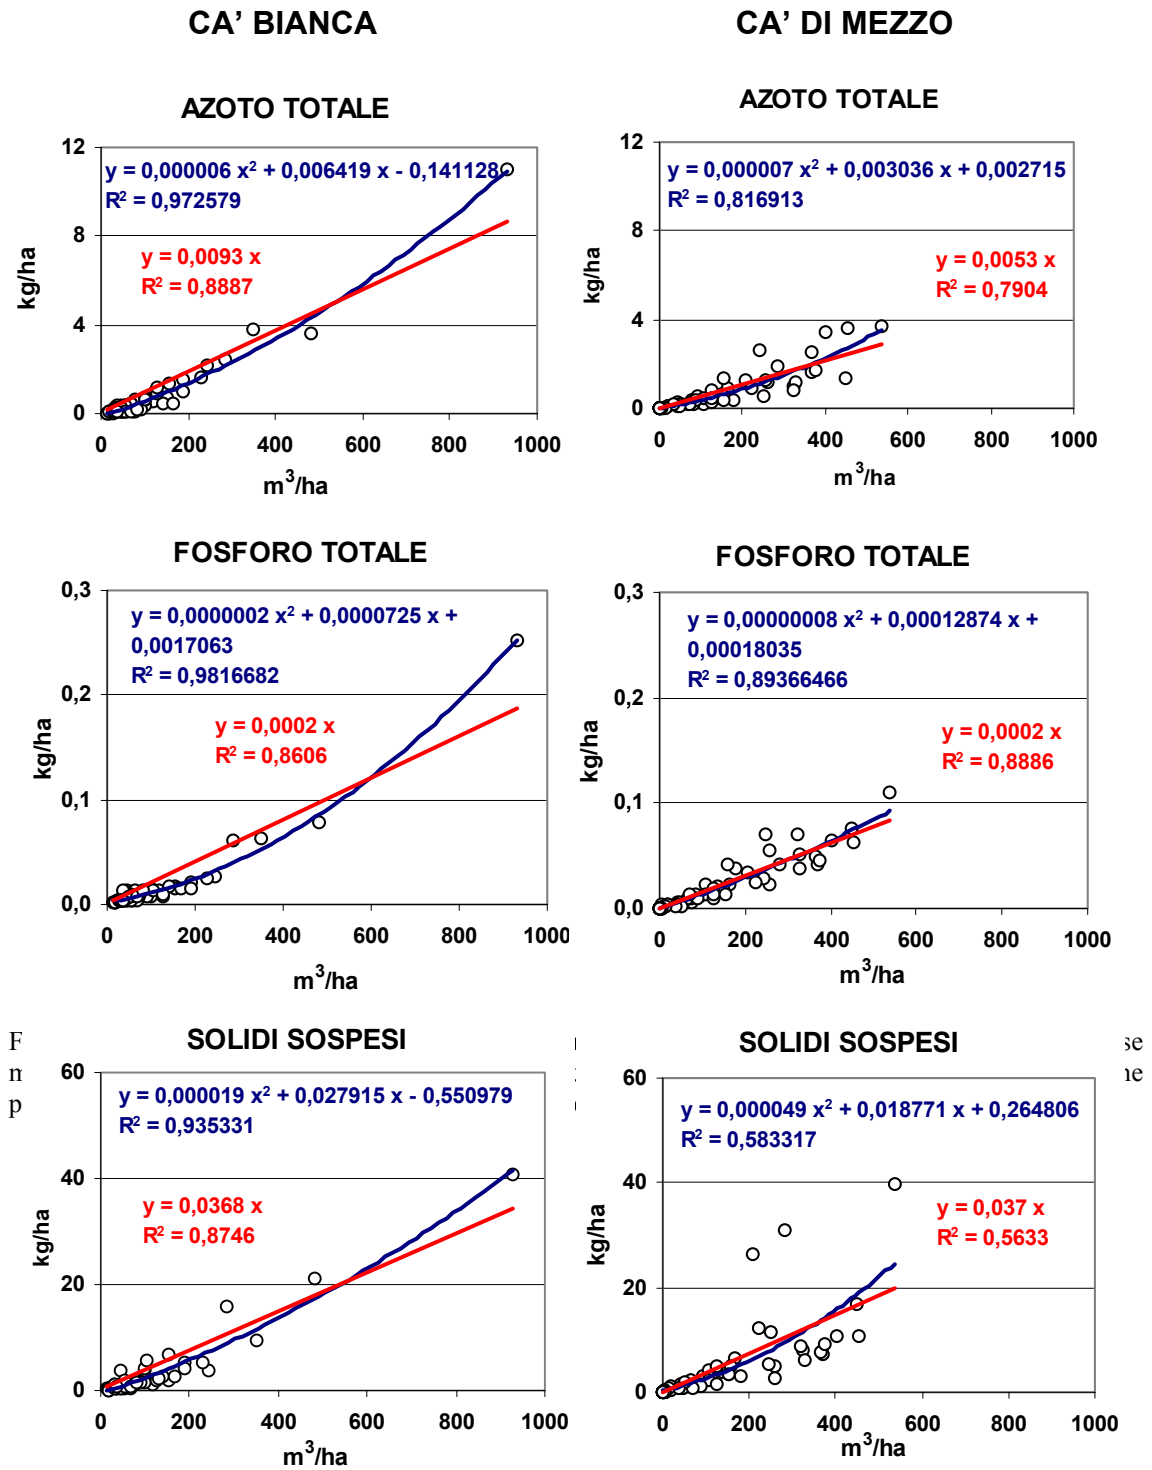 CA' BIANCA
CA' DI MEZZO
AZOTO TOTALE
y = 0,000006 x² + 0,006419 x - 0,141128
R² = 0,972579
y = 0,0093 x
R² = 0,8887
kg/ha
12
8
4
0
0 200 400 600 800 1000
m³/ha
AZOTO TOTALE
y = 0,000007 x² + 0,003036 x + 0,002715
R² = 0,816913
y = 0,0053 x
R² = 0,7904
kg/ha
12
8
4
0
0 200 400 600 800 1000
m³/ha
FOSFORO TOTALE
y = 0,0000002 x² + 0,0000725 x +
0,0017063
R² = 0,9816682
y = 0,0002 x
R² = 0,8606
kg/ha
0,3
0,2
0,1
0,0
0 200 400 600 800 1000
m³/ha
FOSFORO TOTALE
y = 0,00000008 x² + 0,00012874 x +
0,00018035
R² = 0,89366466
y = 0,0002 x
R² = 0,8886
kg/ha
0,3
0,2
0,1
0,0
0 200 400 600 800 1000
m³/ha
SOLIDI SOSPESI
y = 0,000019 x² + 0,027915 x - 0,550979
R² = 0,935331
y = 0,0368 x
R² = 0,8746
kg/ha
60
40
20
0
0 200 400 600 800 1000
m³/ha
SOLIDI SOSPESI
y = 0,000049 x² + 0,018771 x + 0,264806
R² = 0,583317
y = 0,037 x
R² = 0,5633
kg/ha
60
40
20
0
0 200 400 600 800 1000
m³/ha